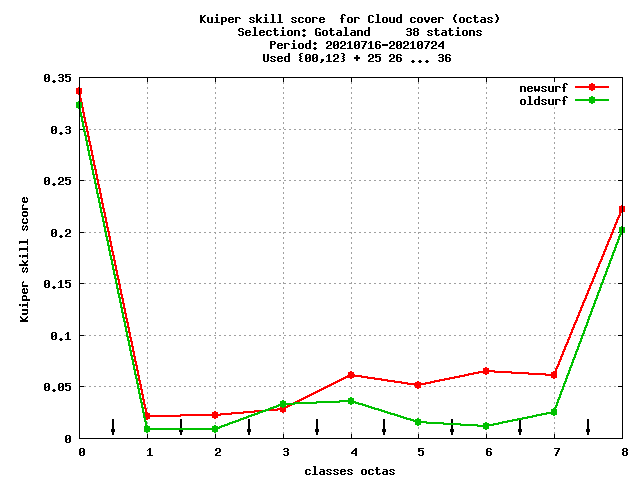 Kuiper skill score  for Cloud cover (octas)
Selection: Gotaland     38 stations
Period: 20210716-20210724
Used {00,12} + 25 26 ... 36
newsurf
oldsurf
0.35
0.3
0.25
0.2
0.15
0.1
0.05
0
Kuiper skill score
0 1 2 3 4 5 6 7 8
classes octas